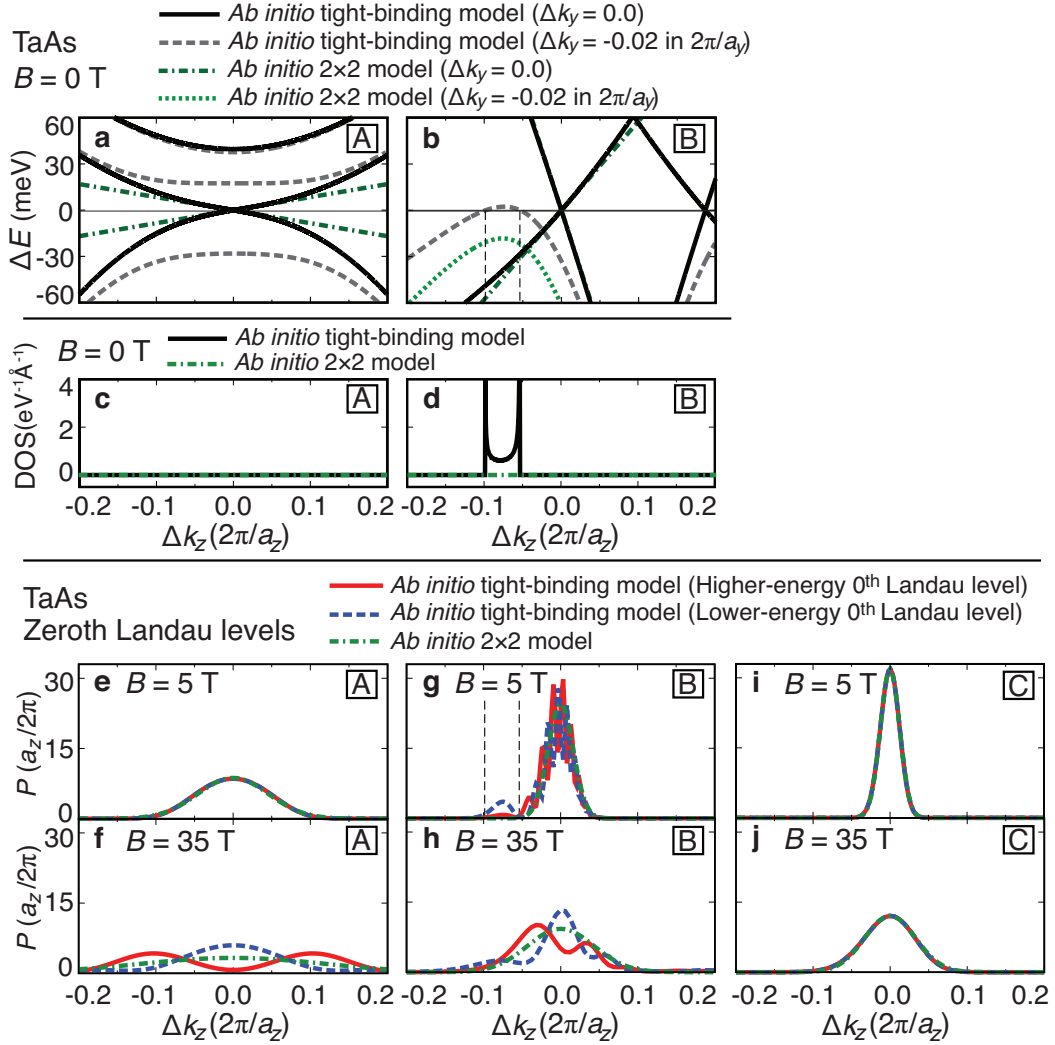 TaAs
B = 0 T
Ab initio tight-binding model (Δky = 0.0)
Ab initio tight-binding model (Δky = -0.02 in 2π/ay)
Ab initio 2×2 model (Δky = 0.0)
Ab initio 2×2 model (Δky = -0.02 in 2π/ay)
a A
b B
ΔE (meV)
60
30
0
-30
-60
B = 0 T
Ab initio tight-binding model
Ab initio 2×2 model
c A
d B
DOS(eV⁻¹Å⁻¹)
4
2
0
-0.2 -0.1 0.0 0.1 0.2
-0.2 -0.1 0.0 0.1 0.2
Δkz (2π/az)
Δkz (2π/az)
TaAs
Zeroth Landau levels
Ab initio tight-binding model (Higher-energy 0th Landau level)
Ab initio tight-binding model (Lower-energy 0th Landau level)
Ab initio 2×2 model
e B = 5 T A
g B = 5 T B
i B = 5 T C
P (az/2π)
30
15
0
f B = 35 T A
h B = 35 T B
j B = 35 T C
P (az/2π)
30
15
0
-0.2 -0.1 0.0 0.1 0.2
-0.2 -0.1 0.0 0.1 0.2
-0.2 -0.1 0.0 0.1 0.2
Δkz (2π/az)
Δkz (2π/az)
Δkz (2π/az)